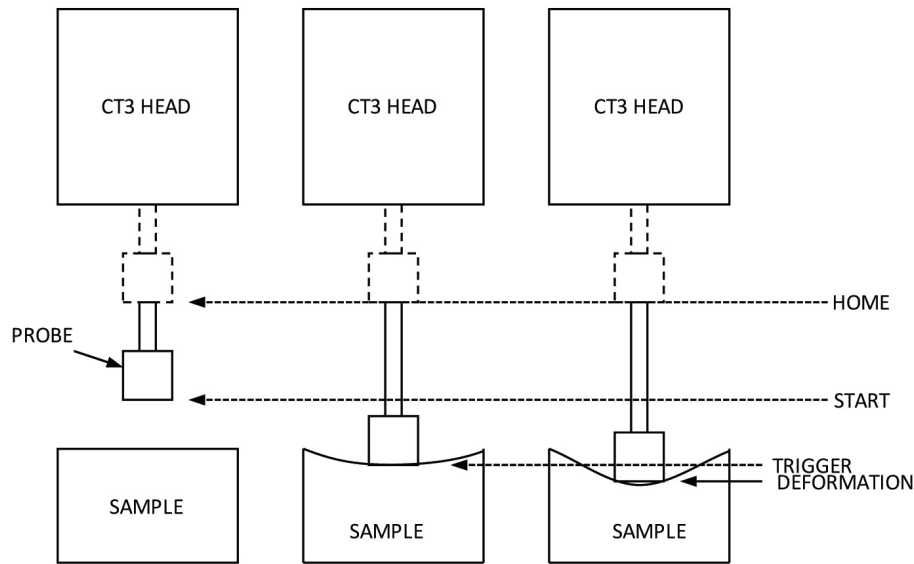 CT3 HEAD
CT3 HEAD
CT3 HEAD
HOME
PROBE
START
TRIGGER
DEFORMATION
SAMPLE
SAMPLE
SAMPLE